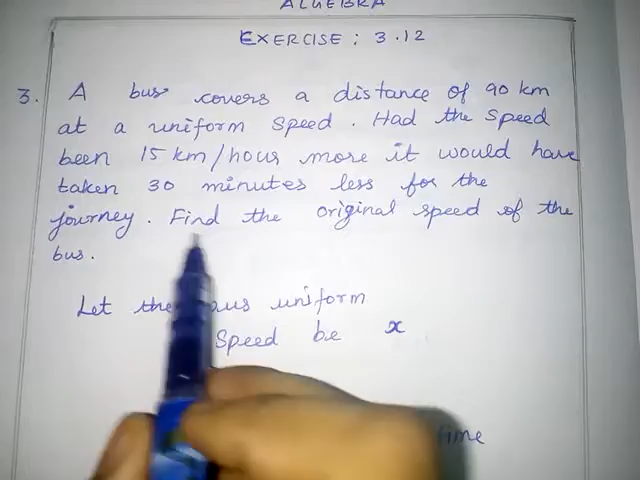 ALGEBRA
EXERCISE : 3.12
3. A bus covers a distance of 90 km
at a uniform speed. Had the speed
been 15 km/hour more it would have
taken 30 minutes less for the
journey. Find the original speed of the
bus.
Let the bus uniform
Speed be x
time